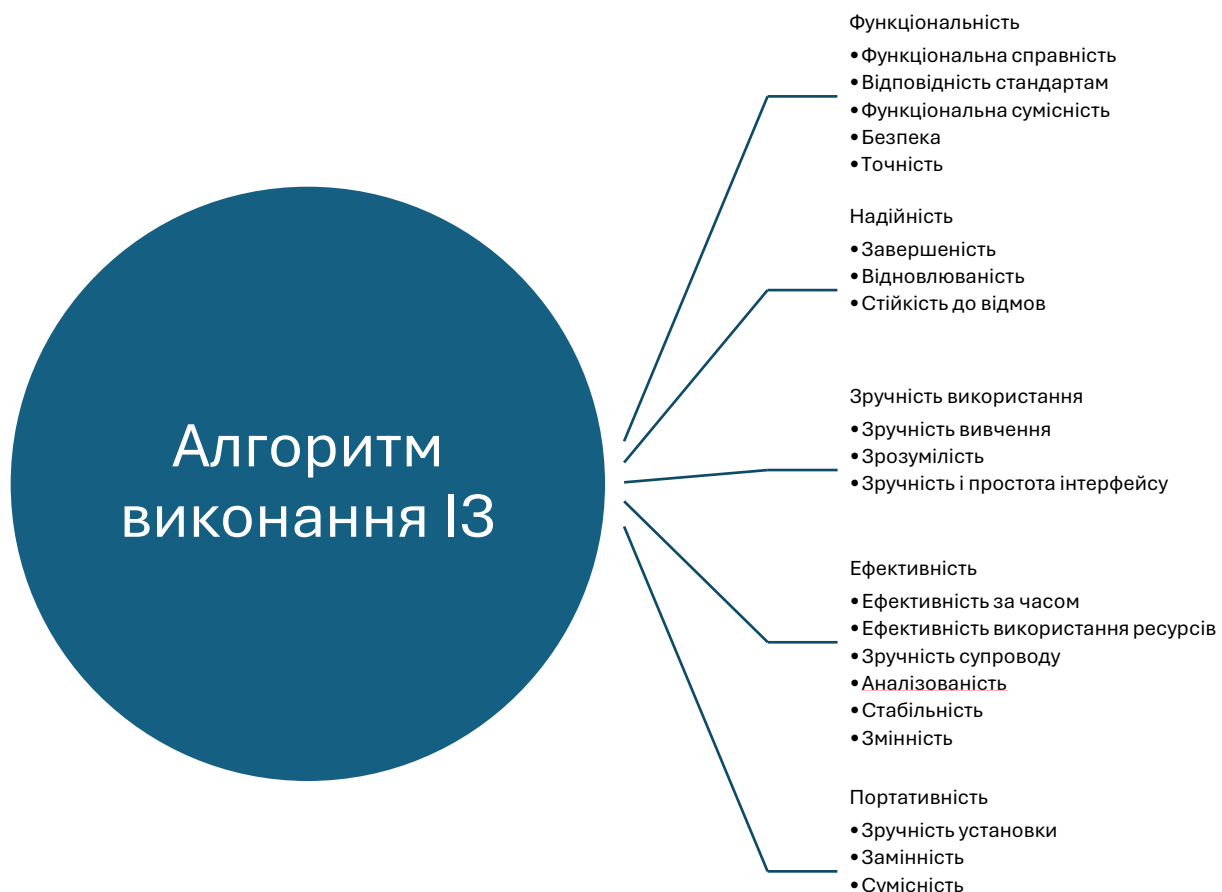 Алгоритм
виконання ІЗ
Функціональність
•Функціональна справність
•Відповідність стандартам
•Функціональна сумісність
•Безпека
•Точність
Надійність
•Завершеність
•Відновлюваність
•Стійкість до відмов
Зручність використання
•Зручність вивчення
•Зрозумілість
•Зручність і простота інтерфейсу
Ефективність
•Ефективність за часом
•Ефективність використання ресурсів
•Зручність супроводу
•Аналізованість
•Стабільність
•Змінність
Портативність
•Зручність установки
•Замінність
•Сумісність